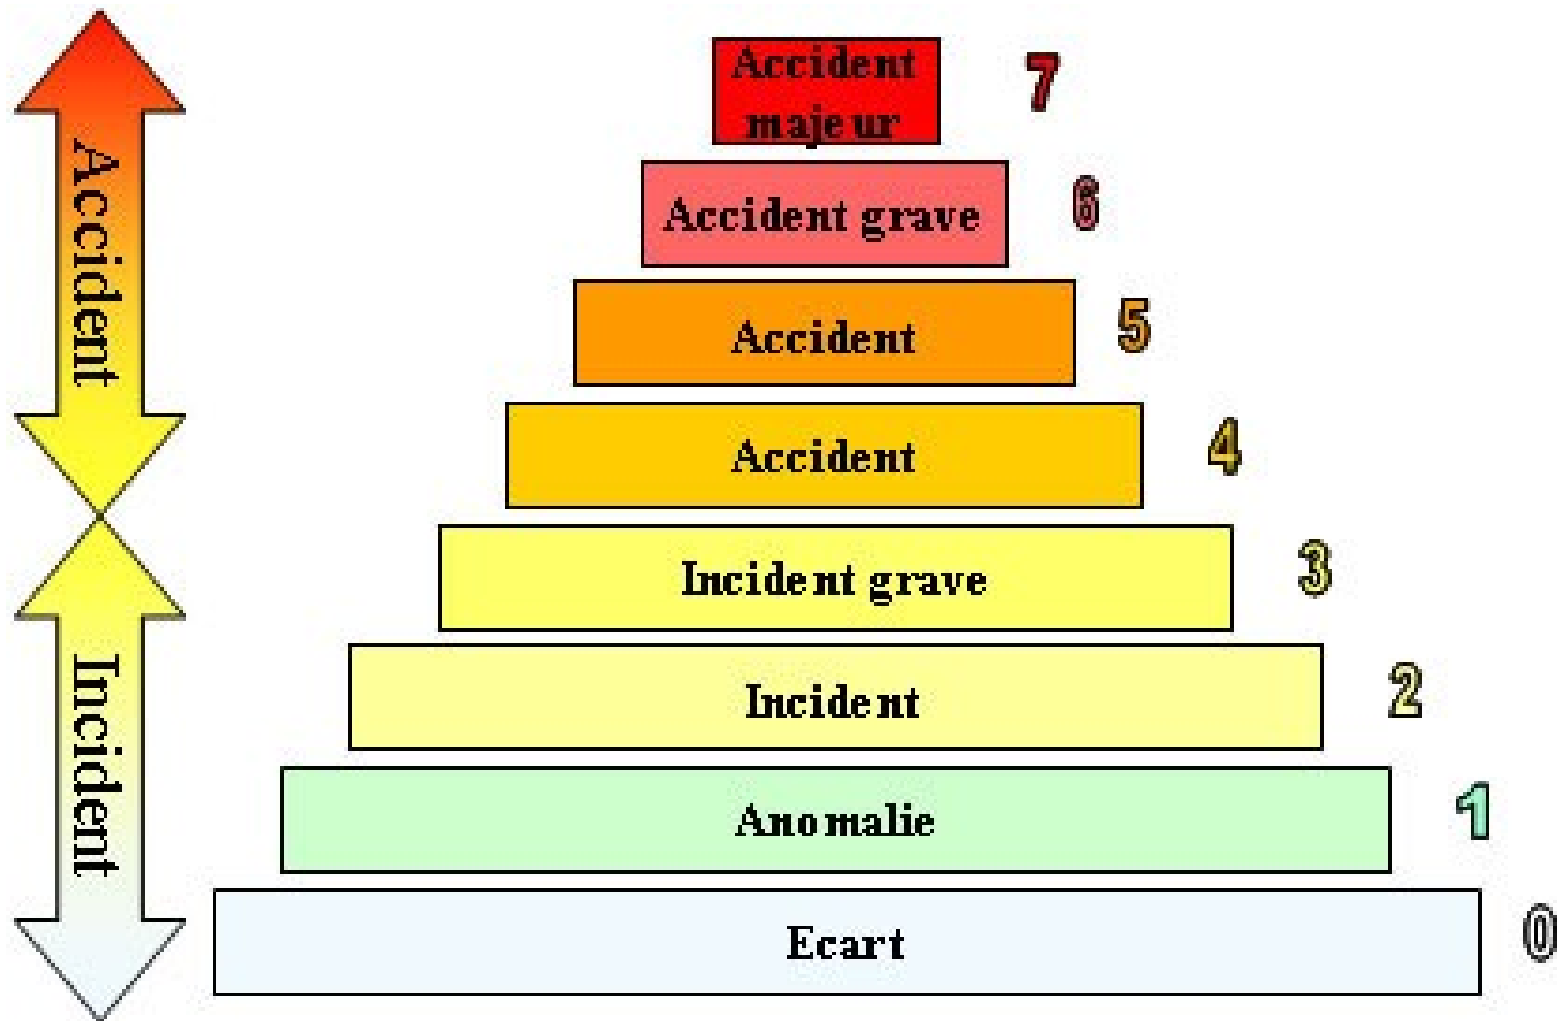 Accident
Incident
Accident
majeur
7
Accident grave
6
Accident
5
Accident
4
Incident grave
3
Incident
2
Anomalie
1
Ecart
0